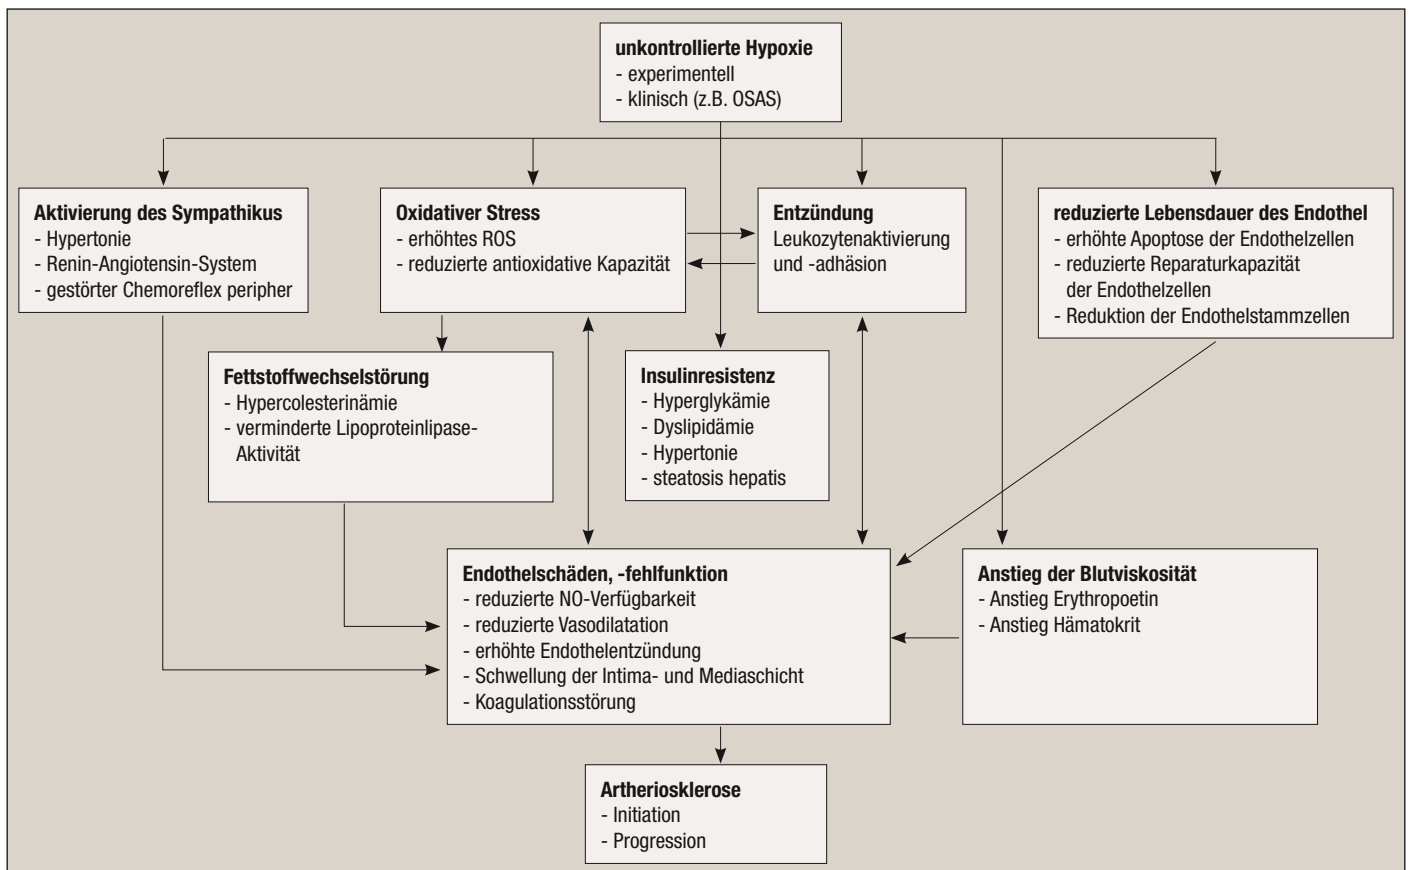 unkontrollierte Hypoxie
- experimentell
- klinisch (z.B. OSAS)
Aktivierung des Sympathikus
- Hypertonie
- Renin-Angiotensin-System
- gestörter Chemoreflex peripher
Oxidativer Stress
- erhöhtes ROS
- reduzierte antioxidative Kapazität
Entzündung
Leukozytenaktivierung
und -adhäsion
reduzierte Lebensdauer des Endothel
- erhöhte Apoptose der Endothelzellen
- reduzierte Reparaturkapazität
der Endothelzellen
- Reduktion der Endothelstammzellen
Fettstoffwechselstörung
- Hypercolesterinämie
- verminderte Lipoproteinlipase-
Aktivität
Insulinresistenz
- Hyperglykämie
- Dyslipidämie
- Hypertonie
- steatosis hepatis
Endothelschäden, -fehlfunktion
- reduzierte NO-Verfügbarkeit
- reduzierte Vasodilatation
- erhöhte Endothelentzündung
- Schwellung der Intima- und Mediaschicht
- Koagulationsstörung
Anstieg der Blutviskosität
- Anstieg Erythropoetin
- Anstieg Hämatokrit
Artheriosklerose
- Initiation
- Progression